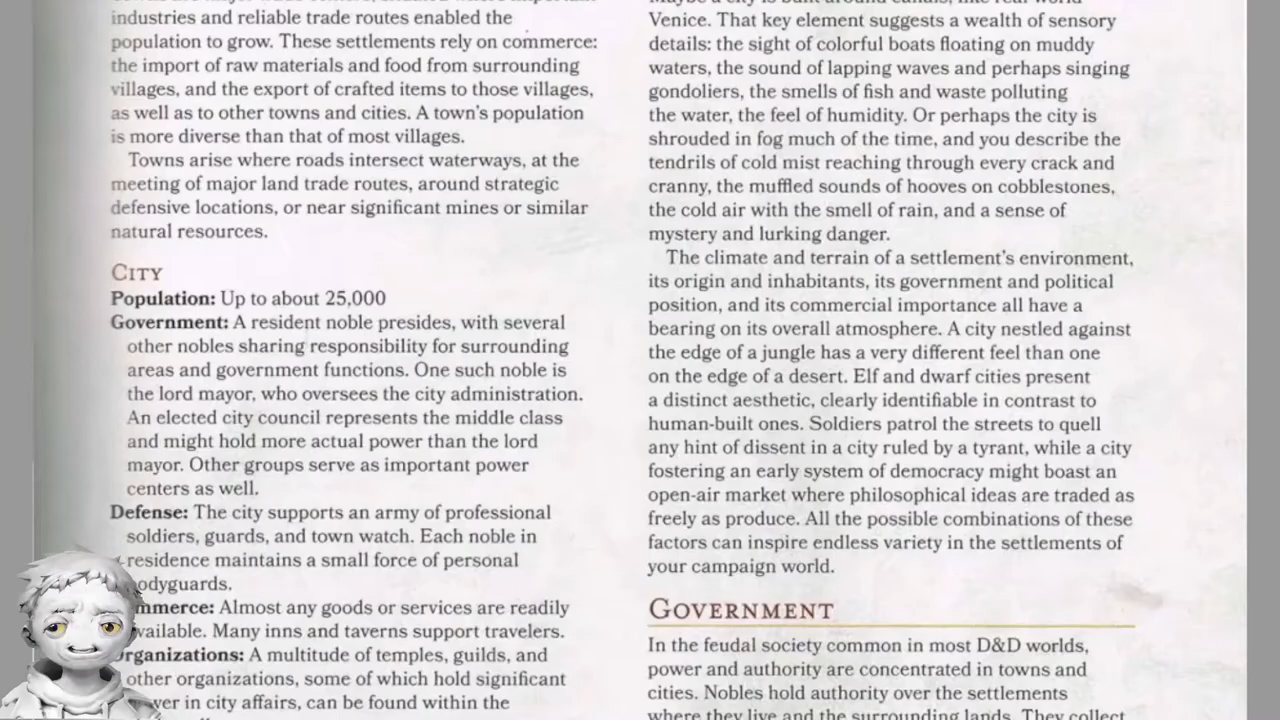 industries and reliable trade routes enabled the
population to grow. These settlements rely on commerce:
the import of raw materials and food from surrounding
villages, and the export of crafted items to those villages,
as well as to other towns and cities. A town's population
is more diverse than that of most villages.
Towns arise where roads intersect waterways, at the
meeting of major land trade routes, around strategic
defensive locations, or near significant mines or similar
natural resources.
CITY
Population: Up to about 25,000
Government: A resident noble presides, with several
other nobles sharing responsibility for surrounding
areas and government functions. One such noble is
the lord mayor, who oversees the city administration.
An elected city council represents the middle class
and might hold more actual power than the lord
mayor. Other groups serve as important power
centers as well.
Defense: The city supports an army of professional
soldiers, guards, and town watch. Each noble in
residence maintains a small force of personal
odyguards.
mmerce: Almost any goods or services are readily
vailable. Many inns and taverns support travelers.
rganizations: A multitude of temples, guilds, and
other organizations, some of which hold significant
wer in city affairs, can be found within the
Venice. That key element suggests a wealth of sensory
details: the sight of colorful boats floating on muddy
waters, the sound of lapping waves and perhaps singing
gondoliers, the smells of fish and waste polluting
the water, the feel of humidity. Or perhaps the city is
shrouded in fog much of the time, and you describe the
tendrils of cold mist reaching through every crack and
cranny, the muffled sounds of hooves on cobblestones,
the cold air with the smell of rain, and a sense of
mystery and lurking danger.
The climate and terrain of a settlement's environment,
its origin and inhabitants, its government and political
position, and its commercial importance all have a
bearing on its overall atmosphere. A city nestled against
the edge of a jungle has a very different feel than one
on the edge of a desert. Elf and dwarf cities present
a distinct aesthetic, clearly identifiable in contrast to
human-built ones. Soldiers patrol the streets to quell
any hint of dissent in a city ruled by a tyrant, while a city
fostering an early system of democracy might boast an
open-air market where philosophical ideas are traded as
freely as produce. All the possible combinations of these
factors can inspire endless variety in the settlements of
your campaign world.
GOVERNMENT
In the feudal society common in most D&D worlds,
power and authority are concentrated in towns and
cities. Nobles hold authority over the settlements
where they live and the surrounding lands. They collect